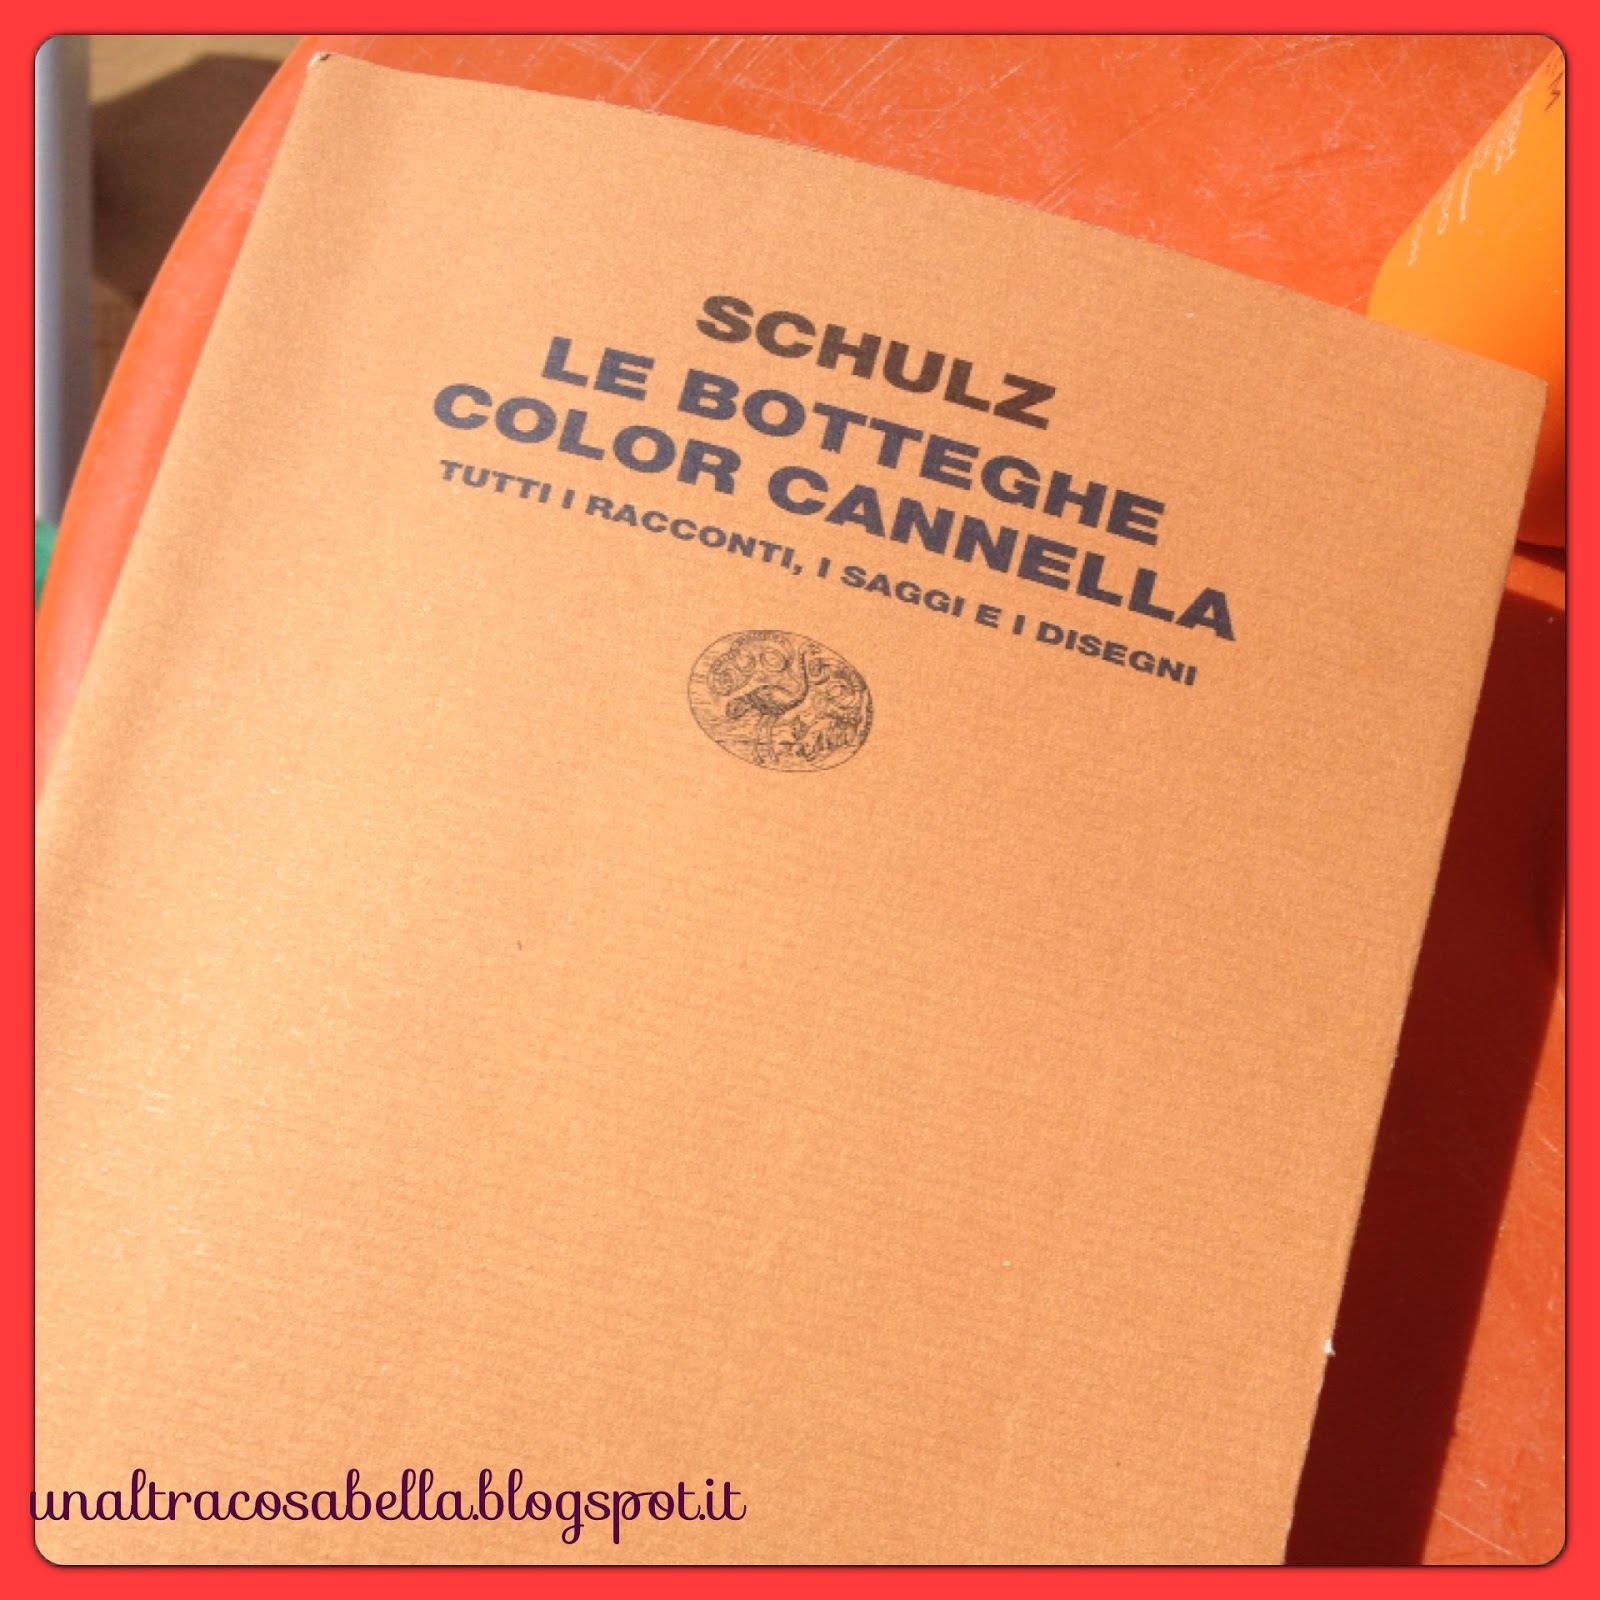 SCHULZ
LE BOTTEGHE
COLOR CANNELLA
TUTTI I RACCONTI, I SAGGI E I DISEGNI
unaltracosabella.blogspot.it